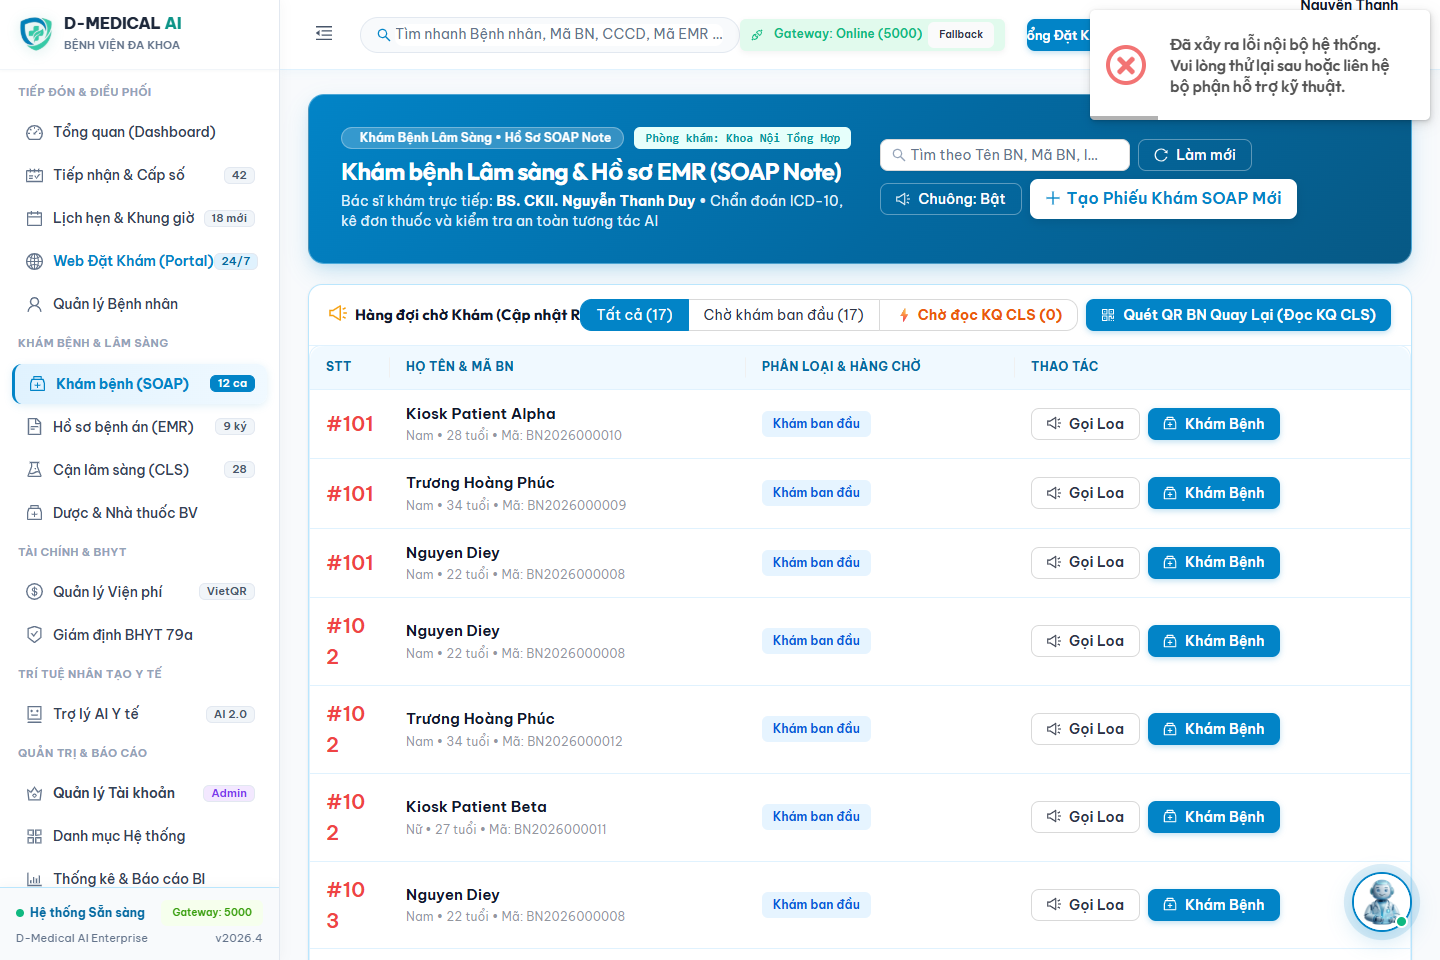 D-MEDICAL AI
BỆNH VIỆN ĐA KHOA
TIẾP ĐÓN & ĐIỀU PHỐI
Tổng quan (Dashboard)
Tiếp nhận & Cấp số 42
Lịch hẹn & Khung giờ 18 mới
Web Đặt Khám (Portal) 24/7
Quản lý Bệnh nhân
KHÁM BỆNH & LÂM SÀNG
Khám bệnh (SOAP) 12 ca
Hồ sơ bệnh án (EMR) 9 ký
Cận lâm sàng (CLS) 28
Dược & Nhà thuốc BV
TÀI CHÍNH & BHYT
Quản lý Viện phí VietQR
Giám định BHYT 79a
TRÍ TUỆ NHÂN TẠO Y TẾ
Trợ lý AI Y tế AI 2.0
QUẢN TRỊ & BÁO CÁO
Quản lý Tài khoản Admin
Danh mục Hệ thống
Thống kê & Báo cáo BI
Hệ thống Sẵn sàng Gateway: 5000
D-Medical AI Enterprise v2026.4
Tìm nhanh Bệnh nhân, Mã BN, CCCD, Mã EMR ...
Gateway: Online (5000) Fallback
ổng Đặt K
Nguyễn Thanh
Đã xảy ra lỗi nội bộ hệ thống.
Vui lòng thử lại sau hoặc liên hệ
bộ phận hỗ trợ kỹ thuật.
Khám Bệnh Lâm Sàng • Hồ Sơ SOAP Note Phòng khám: Khoa Nội Tổng Hợp
Khám bệnh Lâm sàng & Hồ sơ EMR (SOAP Note)
Bác sĩ khám trực tiếp: BS. CKII. Nguyễn Thanh Duy • Chẩn đoán ICD-10,
kê đơn thuốc và kiểm tra an toàn tương tác AI
Tìm theo Tên BN, Mã BN, I... Làm mới
Chuông: Bật Tạo Phiếu Khám SOAP Mới
Hàng đợi chờ Khám (Cập nhật R Tất cả (17) Chờ khám ban đầu (17) Chờ đọc KQ CLS (0) Quét QR BN Quay Lại (Đọc KQ CLS)
STT HỌ TÊN & MÃ BN PHÂN LOẠI & HÀNG CHỜ THAO TÁC
#101 Kiosk Patient Alpha Khám ban đầu Gọi Loa Khám Bệnh
Nam • 28 tuổi • Mã: BN2026000010
#101 Trương Hoàng Phúc Khám ban đầu Gọi Loa Khám Bệnh
Nam • 34 tuổi • Mã: BN2026000009
#101 Nguyen Diey Khám ban đầu Gọi Loa Khám Bệnh
Nam • 22 tuổi • Mã: BN2026000008
#102 Nguyen Diey Khám ban đầu Gọi Loa Khám Bệnh
Nam • 22 tuổi • Mã: BN2026000008
#102 Trương Hoàng Phúc Khám ban đầu Gọi Loa Khám Bệnh
Nam • 34 tuổi • Mã: BN2026000012
#102 Kiosk Patient Beta Khám ban đầu Gọi Loa Khám Bệnh
Nữ • 27 tuổi • Mã: BN2026000011
#103 Nguyen Diey Khám ban đầu Gọi Loa Khám Bệnh
Nam • 22 tuổi • Mã: BN2026000008